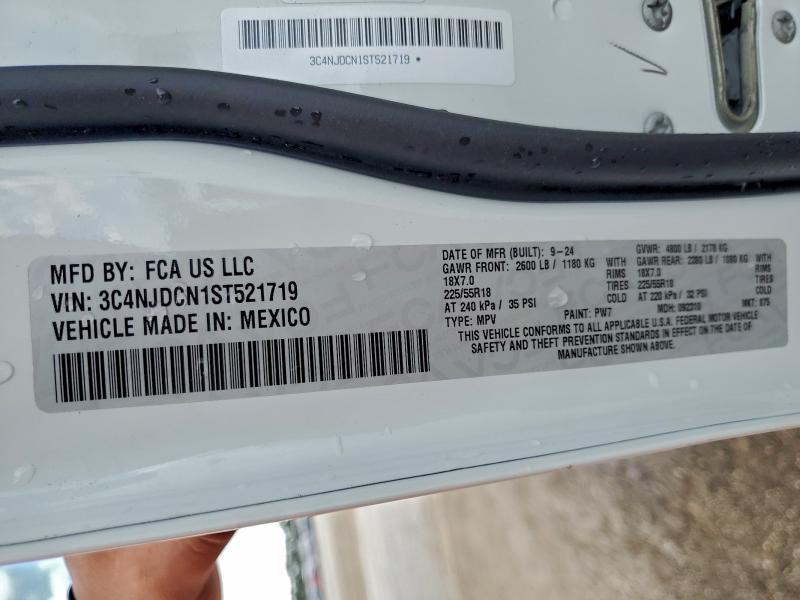 3C4NJDCN1ST521719 *
MFD BY: FCA US LLC
VIN: 3C4NJDCN1ST521719
VEHICLE MADE IN: MEXICO
DATE OF MFR (BUILT): 9-24 GVWR: 4800 LB / 2178 KG
GAWR FRONT: 2600 LB / 1180 KG WITH GAWR REAR: 2380 LB / 1080 KG WITH
18X7.0 RIMS 18X7.0 RIMS
225/55R18 TIRES 225/55R18 TIRES
AT 240 kPa / 35 PSI COLD AT 220 kPa / 32 PSI COLD
TYPE: MPV PAINT: PW7 MDH: 092310 MKT: 875
THIS VEHICLE CONFORMS TO ALL APPLICABLE U.S.A. FEDERAL MOTOR VEHICLE
SAFETY AND THEFT PREVENTION STANDARDS IN EFFECT ON THE DATE OF
MANUFACTURE SHOWN ABOVE.